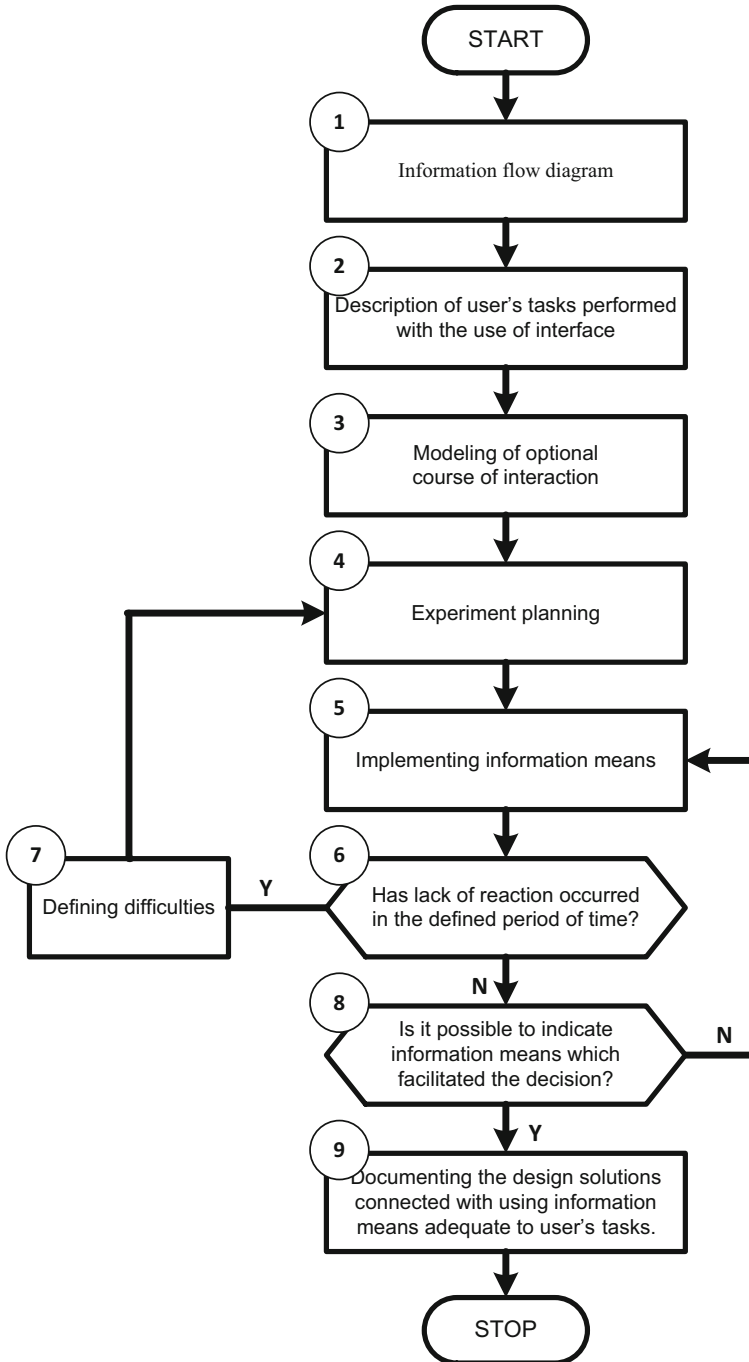 START
1
Information flow diagram
2
Description of user's tasks performed
with the use of interface
3
Modeling of optional
course of interaction
4
Experiment planning
5
Implementing information means
6
Has lack of reaction occurred
in the defined period of time?
Y
7
Defining difficulties
N
8
Is it possible to indicate
information means which
facilitated the decision?
N
Y
9
Documenting the design solutions
connected with using information
means adequate to user's tasks.
STOP